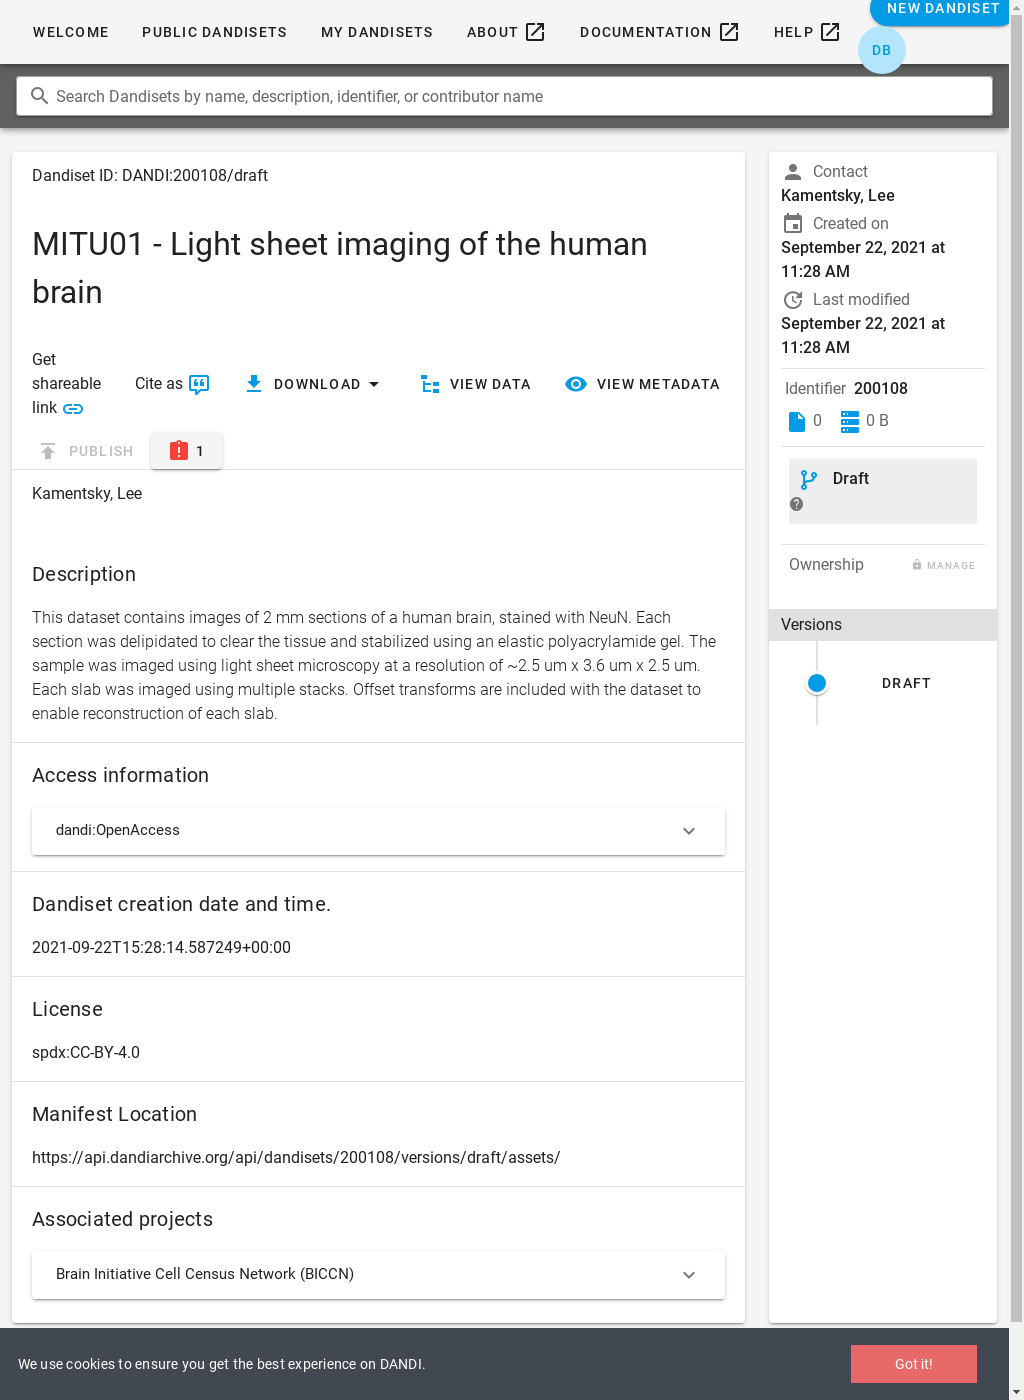 WELCOME PUBLIC DANDISETS MY DANDISETS ABOUT DOCUMENTATION HELP NEW DANDISET
DB
Search Dandisets by name, description, identifier, or contributor name
Dandiset ID: DANDI:200108/draft
MITU01 - Light sheet imaging of the human
brain
Get
shareable
link
Cite as
DOWNLOAD
VIEW DATA
VIEW METADATA
PUBLISH
1
Kamentsky, Lee
Description
This dataset contains images of 2 mm sections of a human brain, stained with NeuN. Each
section was delipidated to clear the tissue and stabilized using an elastic polyacrylamide gel. The
sample was imaged using light sheet microscopy at a resolution of ~2.5 um x 3.6 um x 2.5 um.
Each slab was imaged using multiple stacks. Offset transforms are included with the dataset to
enable reconstruction of each slab.
Access information
dandi:OpenAccess
Dandiset creation date and time.
2021-09-22T15:28:14.587249+00:00
License
spdx:CC-BY-4.0
Manifest Location
https://api.dandiarchive.org/api/dandisets/200108/versions/draft/assets/
Associated projects
Brain Initiative Cell Census Network (BICCN)
Contact
Kamentsky, Lee
Created on
September 22, 2021 at
11:28 AM
Last modified
September 22, 2021 at
11:28 AM
Identifier 200108
0 0 B
Draft
Ownership MANAGE
Versions
DRAFT
We use cookies to ensure you get the best experience on DANDI.
Got it!